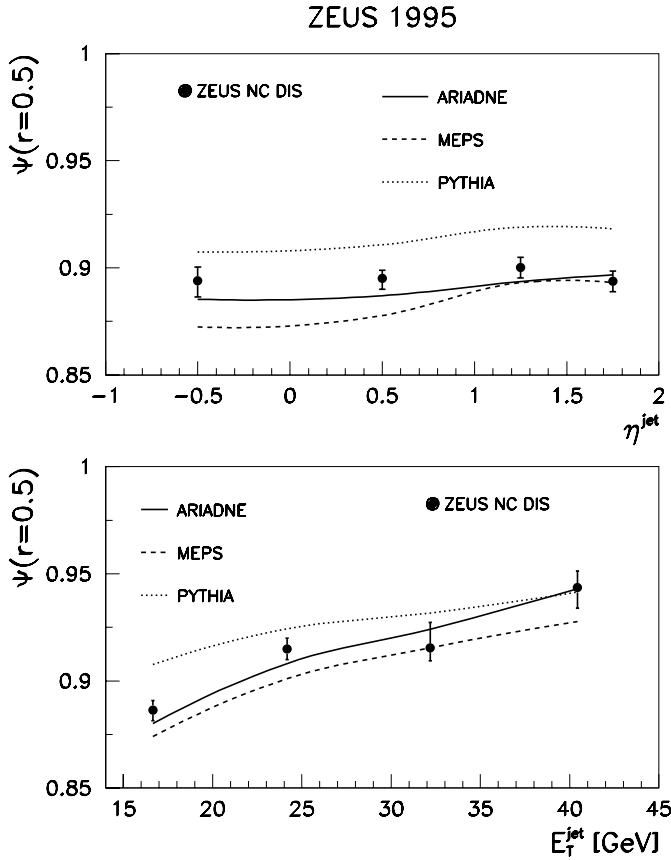 ZEUS 1995
ψ(r=0.5)
1
0.95
0.9
0.85
ZEUS NC DIS
ARIADNE
MEPS
PYTHIA
−1 −0.5 0 0.5 1 1.5 2
η^jet
ψ(r=0.5)
1
0.95
0.9
0.85
ARIADNE
MEPS
PYTHIA
ZEUS NC DIS
15 20 25 30 35 40 45
E_T^jet [GeV]